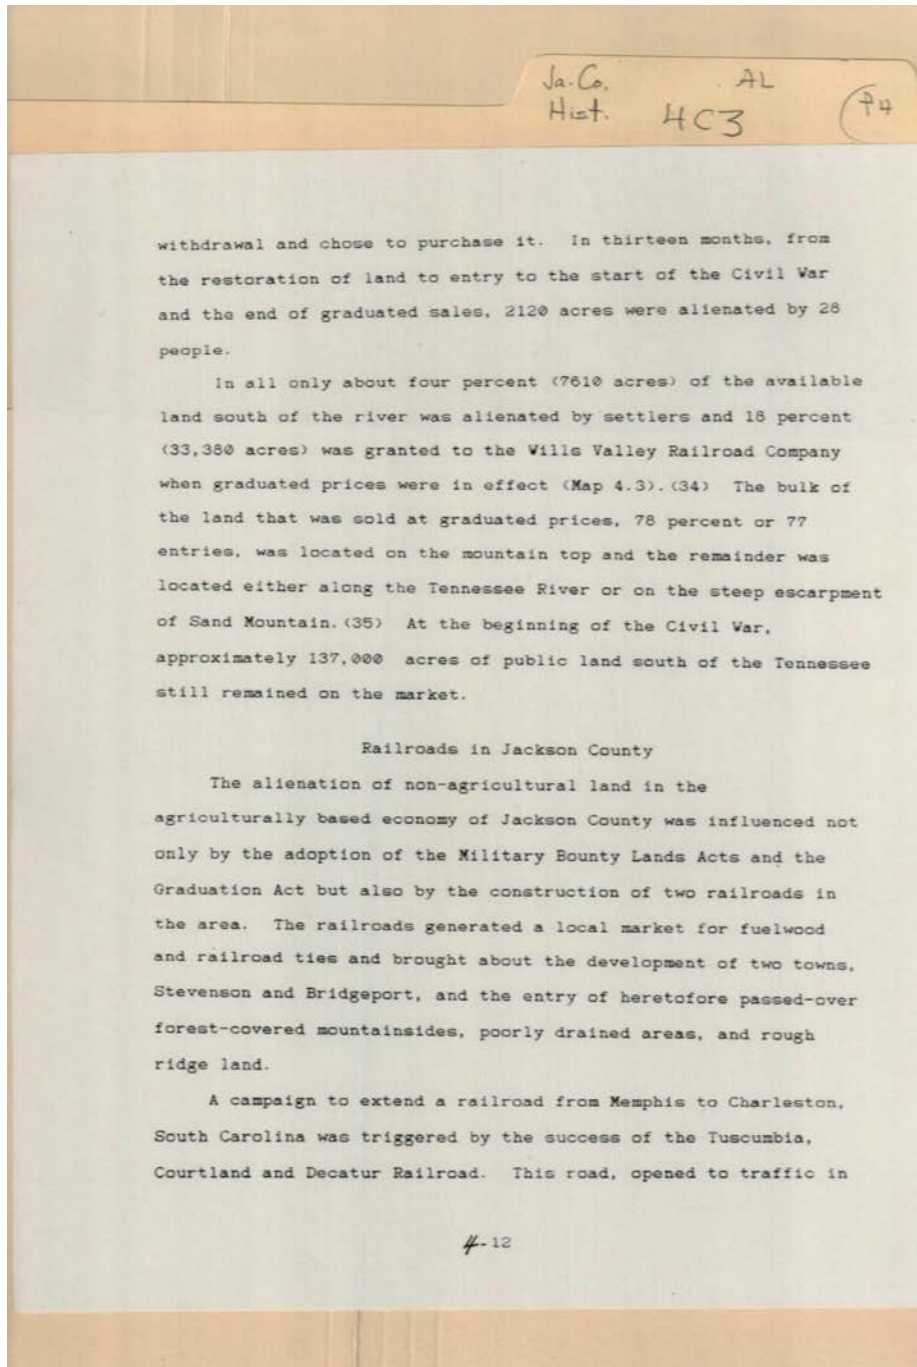 Ja. Co. AL
Hist. 4C3 P4
withdrawal and chose to purchase it. In thirteen months, from
the restoration of land to entry to the start of the Civil War
and the end of graduated sales, 2120 acres were alienated by 28
people.
In all only about four percent (7610 acres) of the available
land south of the river was alienated by settlers and 18 percent
(33,380 acres) was granted to the Wills Valley Railroad Company
when graduated prices were in effect (Map 4.3).(34) The bulk of
the land that was sold at graduated prices, 78 percent or 77
entries, was located on the mountain top and the remainder was
located either along the Tennessee River or on the steep escarpment
of Sand Mountain.(35) At the beginning of the Civil War,
approximately 137,000 acres of public land south of the Tennessee
still remained on the market.
Railroads in Jackson County
The alienation of non-agricultural land in the
agriculturally based economy of Jackson County was influenced not
only by the adoption of the Military Bounty Lands Acts and the
Graduation Act but also by the construction of two railroads in
the area. The railroads generated a local market for fuelwood
and railroad ties and brought about the development of two towns,
Stevenson and Bridgeport, and the entry of heretofore passed-over
forest-covered mountainsides, poorly drained areas, and rough
ridge land.
A campaign to extend a railroad from Memphis to Charleston,
South Carolina was triggered by the success of the Tuscumbia,
Courtland and Decatur Railroad. This road, opened to traffic in
4-12